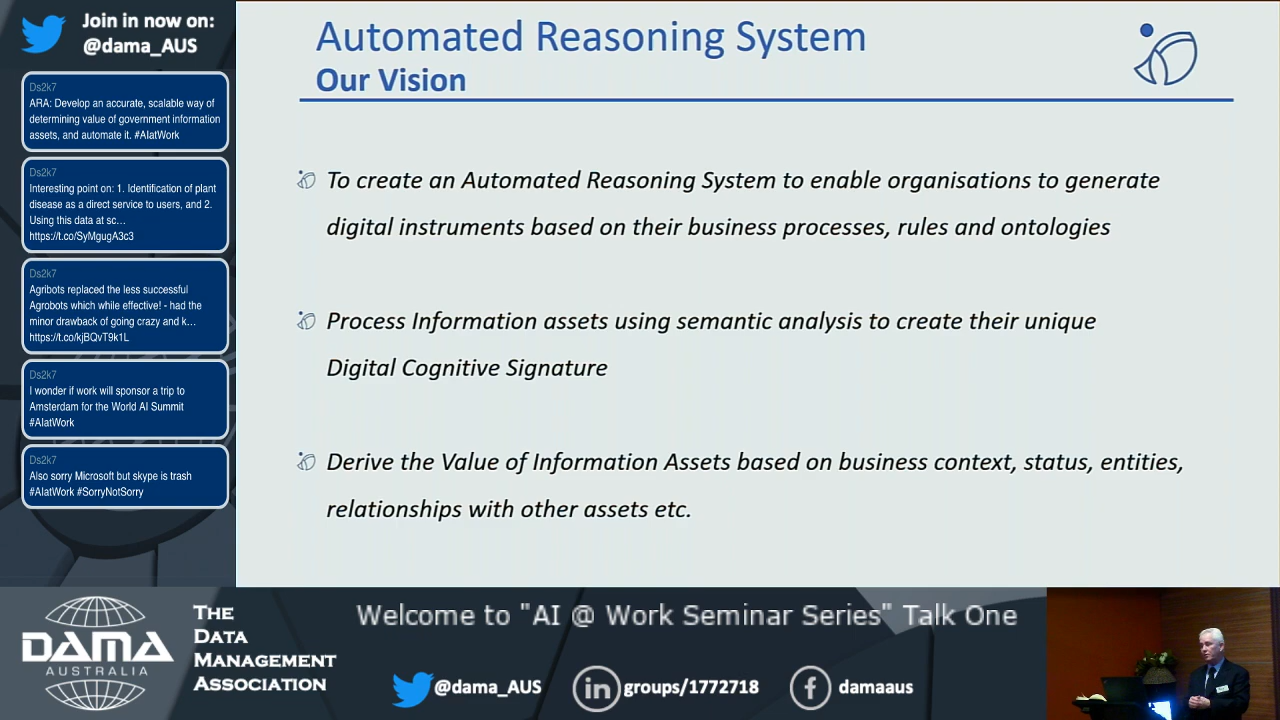 Join in now on:
@dama_AUS
Ds2k7
ARA: Develop an accurate, scalable way of
determining value of government information
assets, and automate it. #AIatWork
Ds2k7
Interesting point on: 1. Identification of plant
disease as a direct service to users, and 2.
Using this data at sc...
https://t.co/SyMgugA3c3
Ds2k7
Agribots replaced the less successful
Agrobots which while effective! - had the
minor drawback of going crazy and k...
https://t.co/kjBQvT9k1L
Ds2k7
I wonder if work will sponsor a trip to
Amsterdam for the World AI Summit
#AIatWork
Ds2k7
Also sorry Microsoft but skype is trash
#AIatWork #SorryNotSorry
Automated Reasoning System
Our Vision
To create an Automated Reasoning System to enable organisations to generate
digital instruments based on their business processes, rules and ontologies
Process Information assets using semantic analysis to create their unique
Digital Cognitive Signature
Derive the Value of Information Assets based on business context, status, entities,
relationships with other assets etc.
DAMA
AUSTRALIA
THE
DATA
MANAGEMENT
ASSOCIATION
Welcome to "AI @ Work Seminar Series" Talk One
@dama_AUS
in groups/1772718
f damaaus